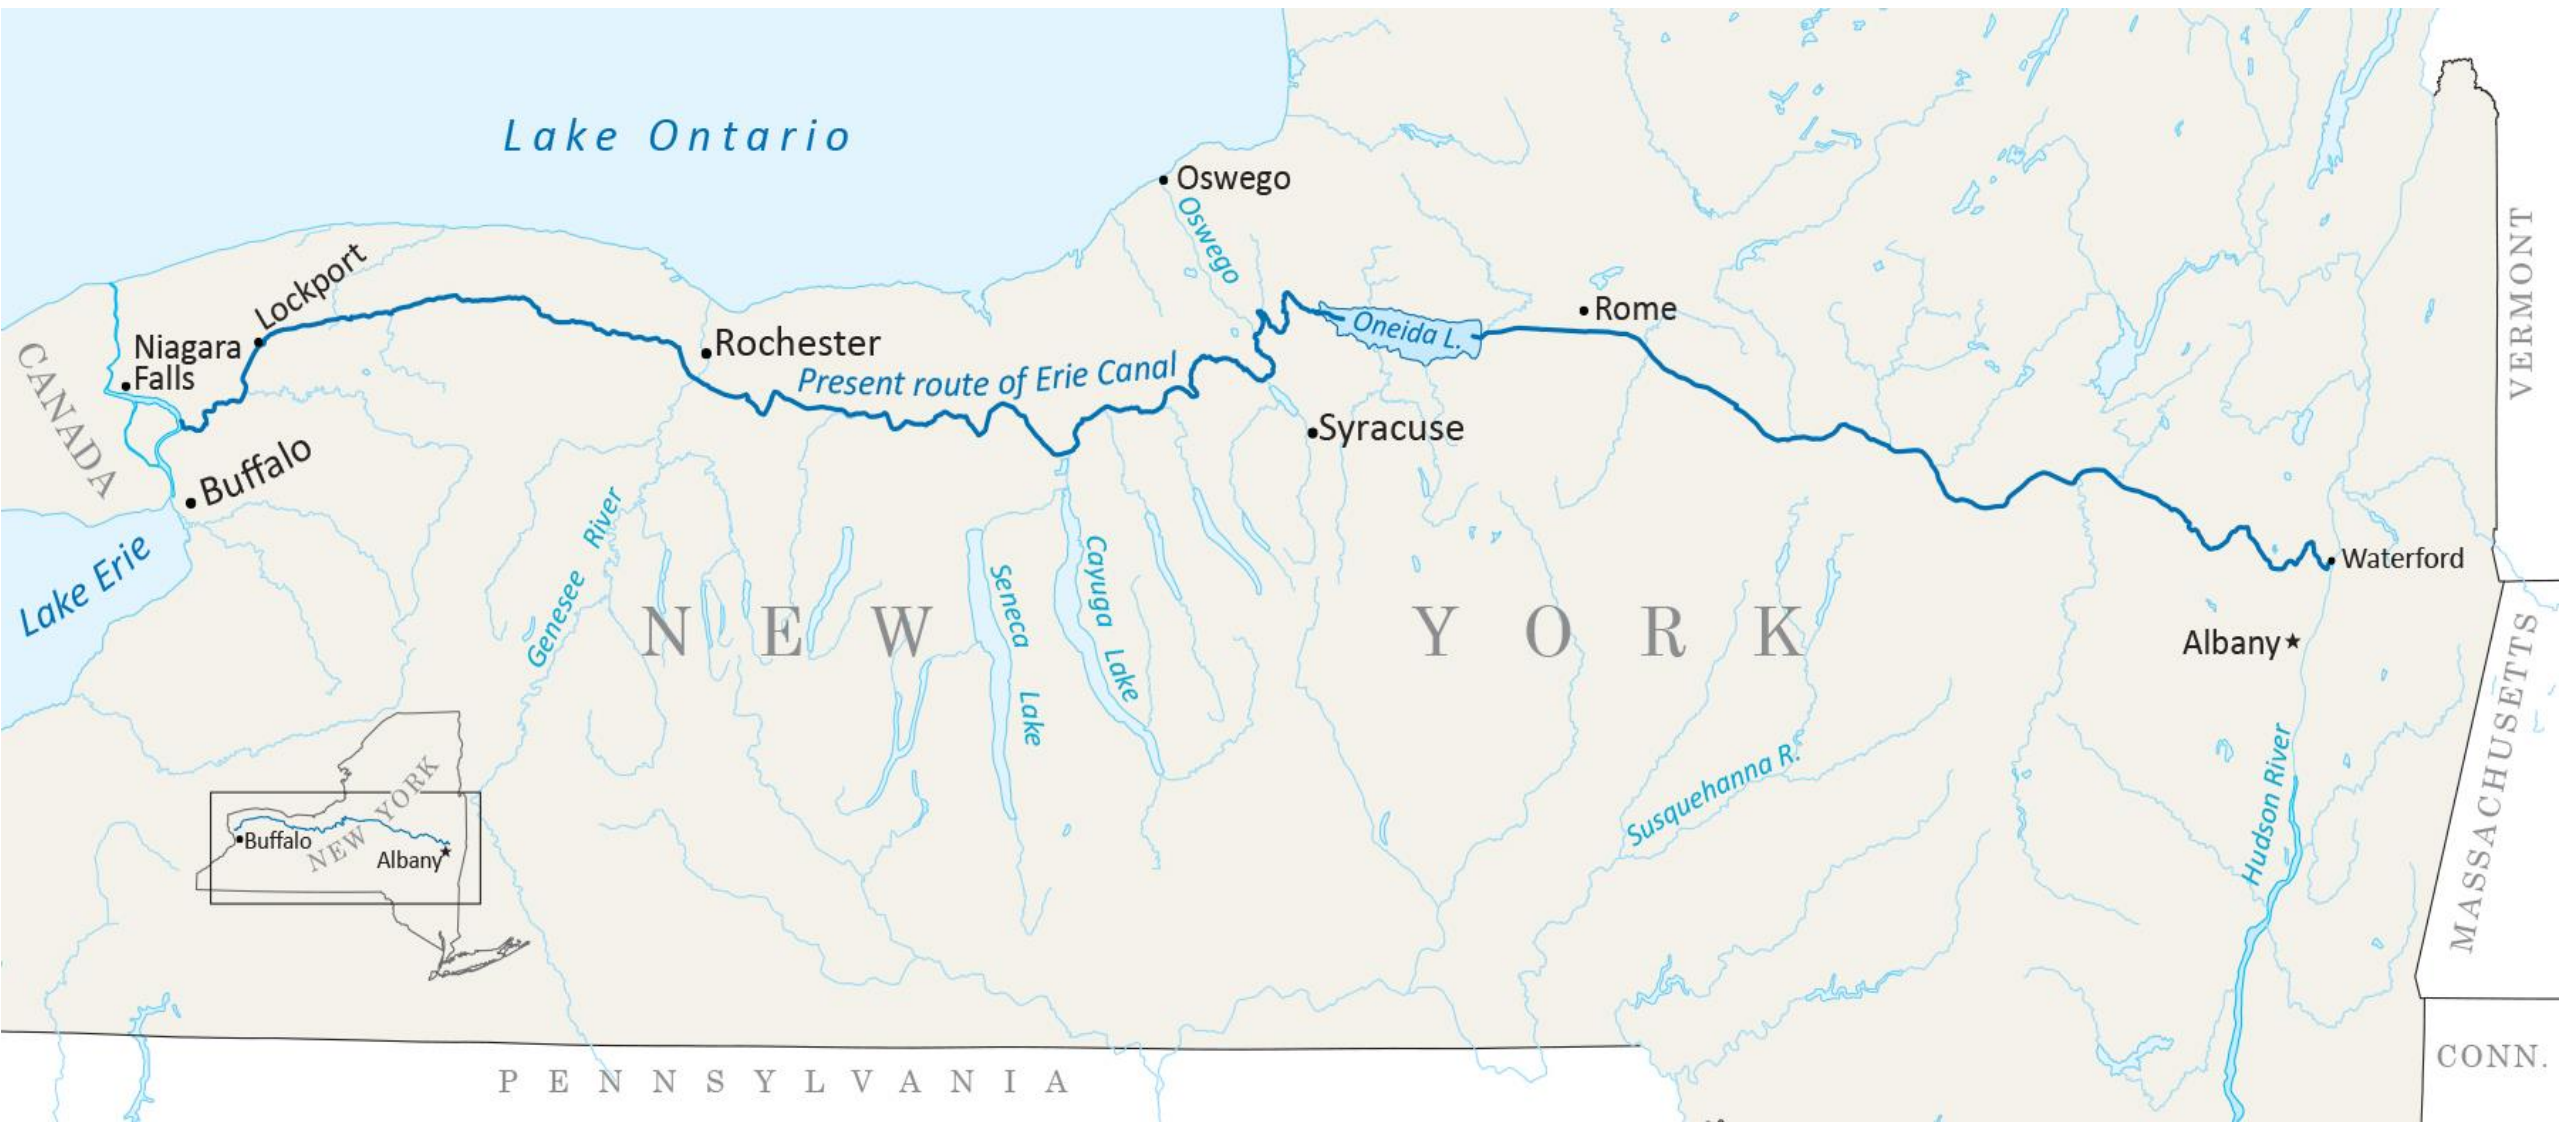 Lake Ontario
Oswego
Oswego
Lockport
Niagara
Falls
Rochester
Present route of Erie Canal
Oneida L.
Rome
CANADA
Buffalo
Syracuse
VERMONT
Lake Erie
Genesee River
Seneca Lake
Cayuga Lake
NEW YORK
Waterford
Albany
MASSACHUSETTS
Susquehanna R.
Hudson River
NEW YORK
Buffalo
Albany
PENNSYLVANIA
CONN.